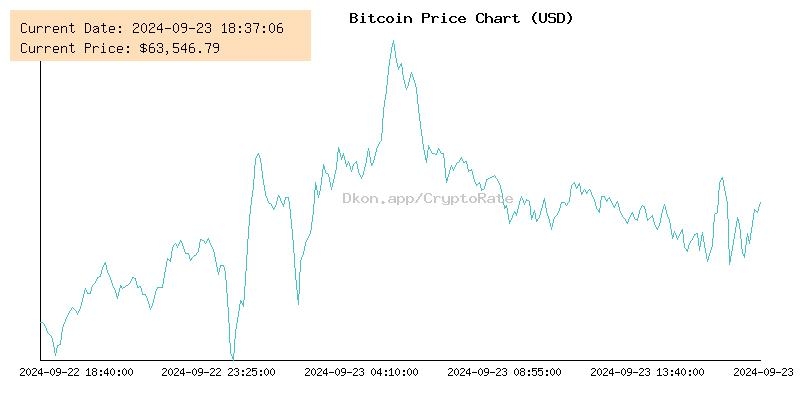 Bitcoin Price Chart (USD)
Current Date: 2024-09-23 18:37:06
Current Price: $63,546.79
Dkon.app/CryptoRate
2024-09-22 18:40:00 2024-09-22 23:25:00 2024-09-23 04:10:00 2024-09-23 08:55:00 2024-09-23 13:40:00 2024-09-23